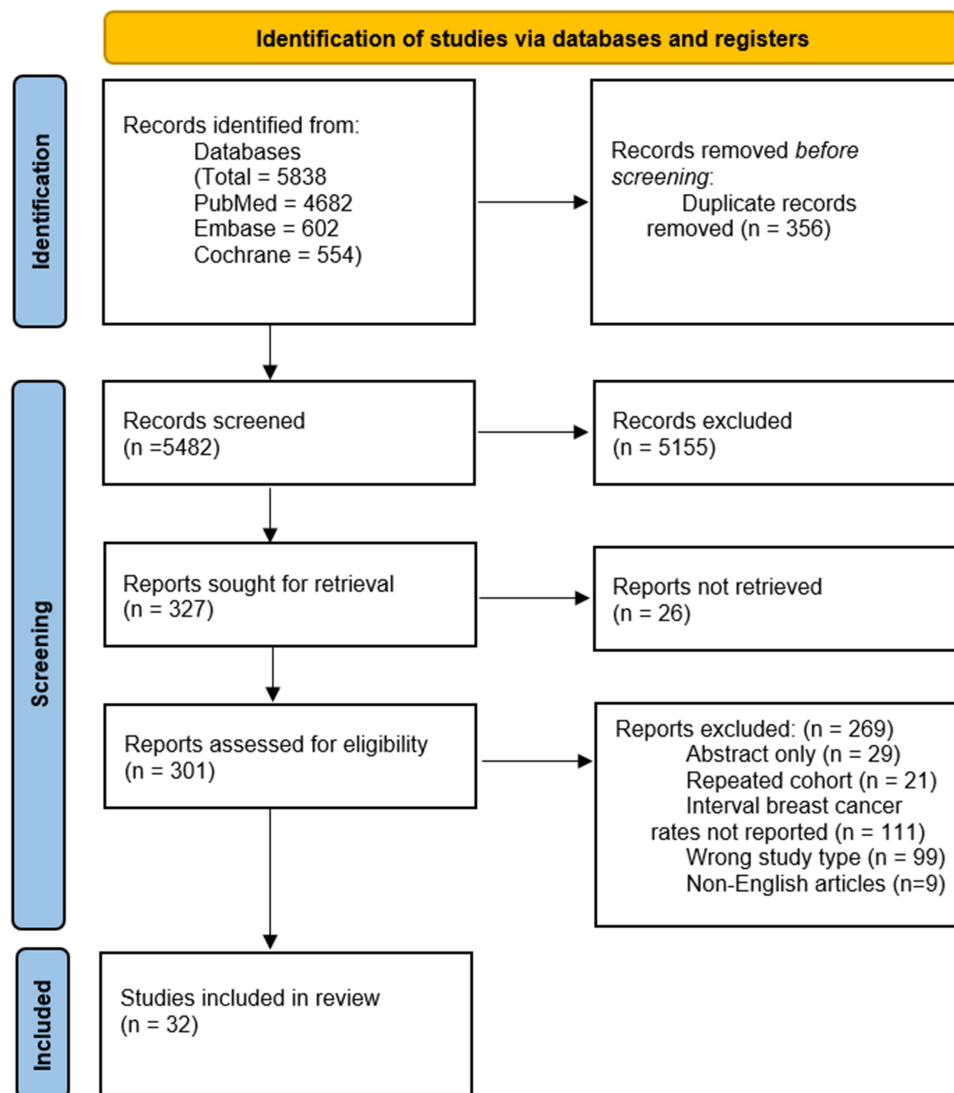 Identification of studies via databases and registers
Identification
Records identified from:
Databases
(Total = 5838
PubMed = 4682
Embase = 602
Cochrane = 554)
Records removed before
screening:
Duplicate records
removed (n = 356)
Screening
Records screened
(n =5482)
Records excluded
(n = 5155)
Reports sought for retrieval
(n = 327)
Reports not retrieved
(n = 26)
Reports assessed for eligibility
(n = 301)
Reports excluded: (n = 269)
Abstract only (n = 29)
Repeated cohort (n = 21)
Interval breast cancer
rates not reported (n = 111)
Wrong study type (n = 99)
Non-English articles (n=9)
Included
Studies included in review
(n = 32)